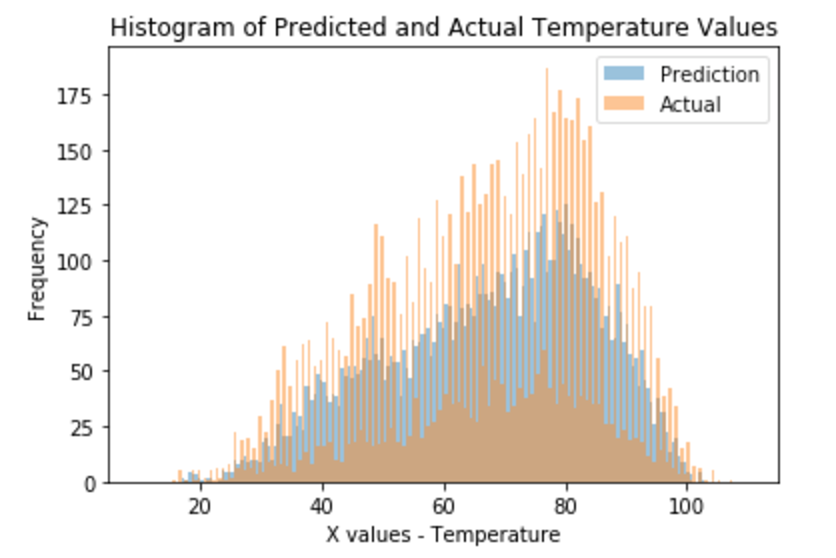 Histogram of Predicted and Actual Temperature Values
Prediction
Actual
175
150
125
100
75
50
25
0
Frequency
20 40 60 80 100
X values - Temperature